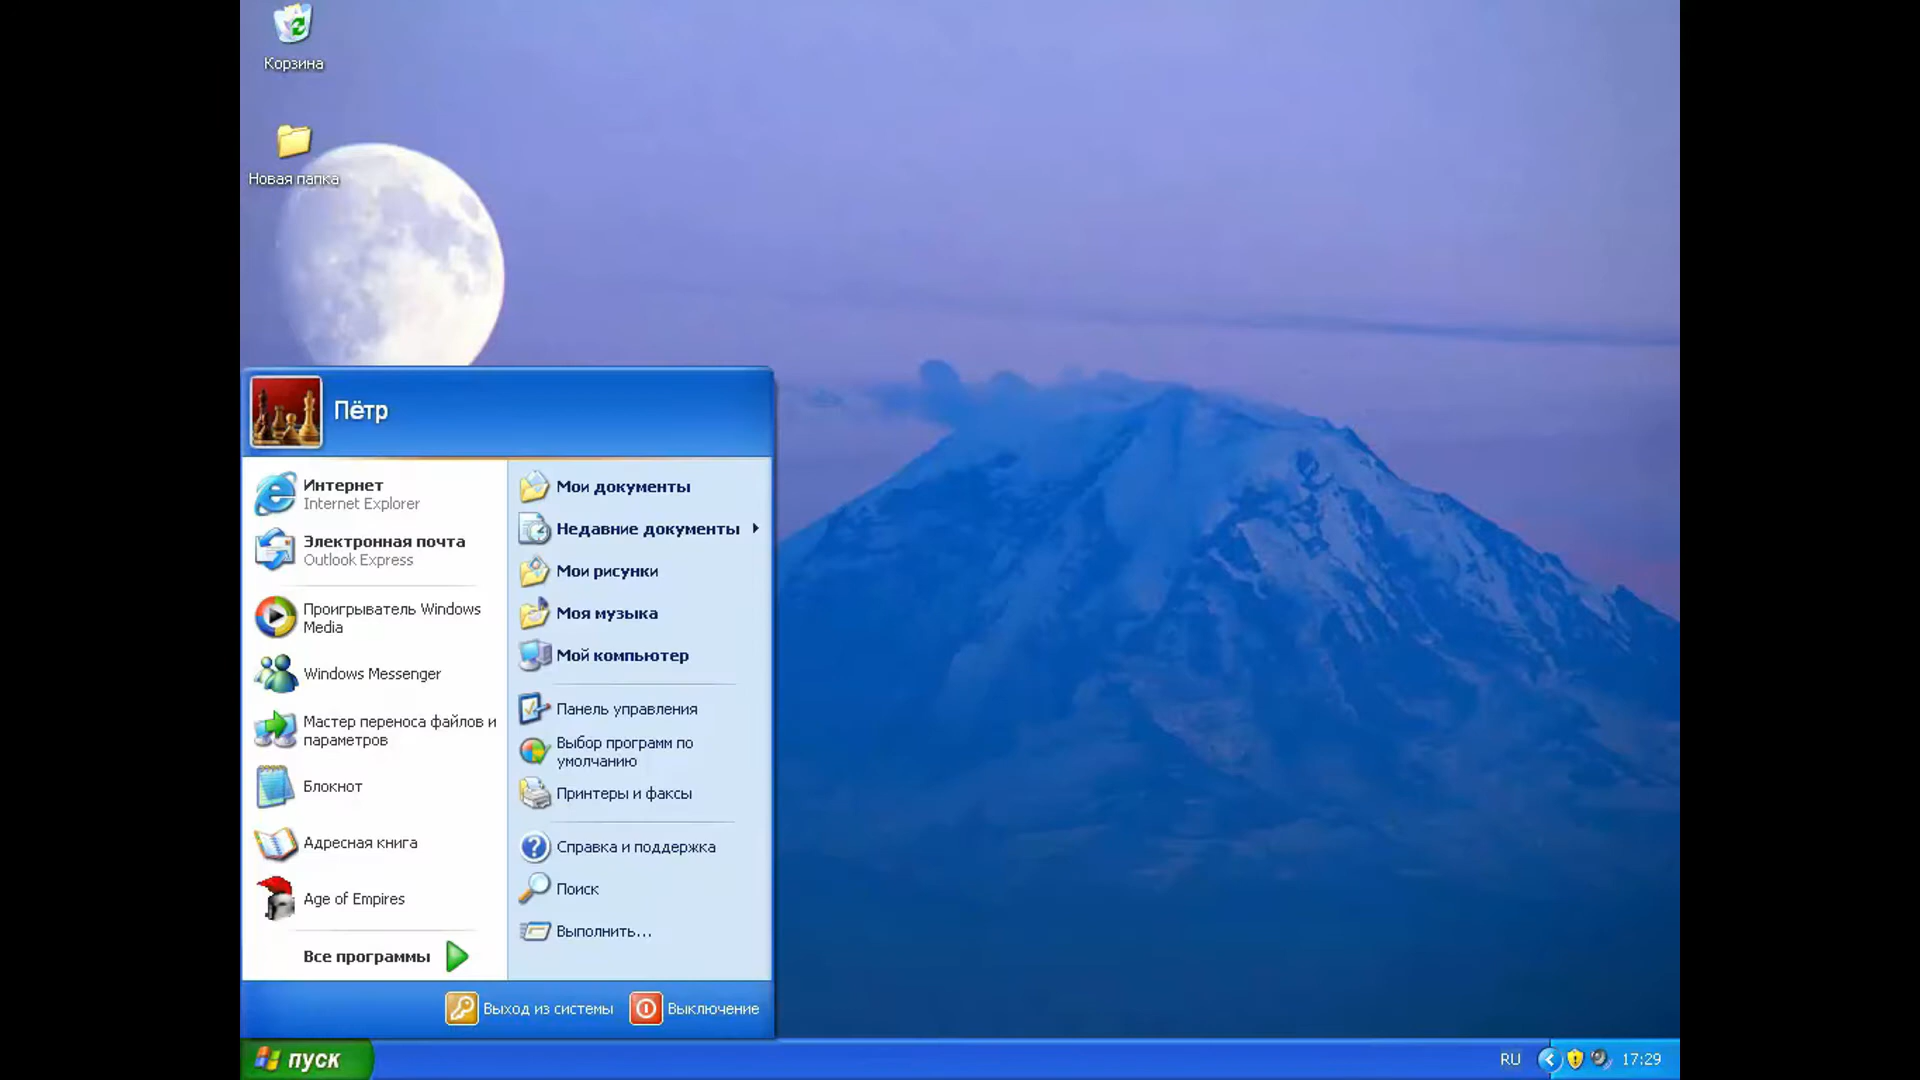 Корзина
Новая папка
Пётр
Интернет
Internet Explorer
Электронная почта
Outlook Express
Проигрыватель Windows
Media
Windows Messenger
Мастер переноса файлов и
параметров
Блокнот
Адресная книга
Age of Empires
Все программы
Мои документы
Недавние документы
Мои рисунки
Моя музыка
Мой компьютер
Панель управления
Выбор программ по
умолчанию
Принтеры и факсы
Справка и поддержка
Поиск
Выполнить...
Выход из системы
Выключение
пуск
RU
17:29